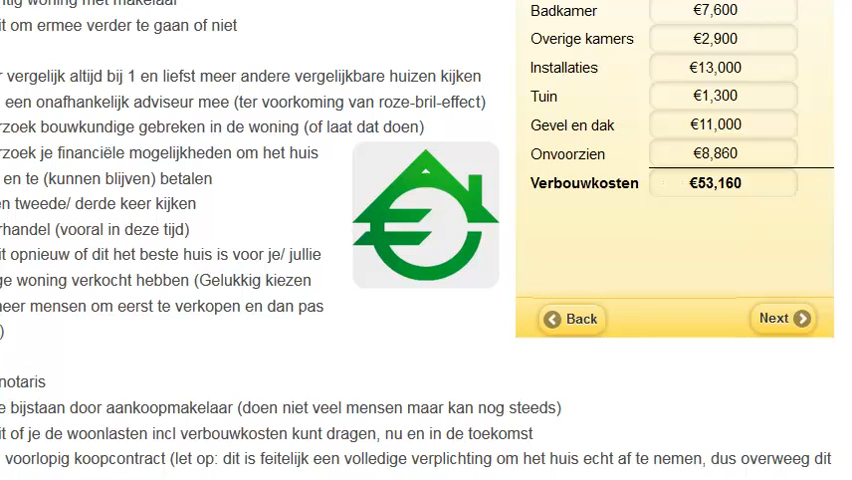 it om ermee verder te gaan of niet
vergelijk altijd bij 1 en liefst meer andere vergelijkbare huizen kijken
een onafhankelijk adviseur mee (ter voorkoming van roze-bril-effect)
rzoek bouwkundige gebreken in de woning (of laat dat doen)
rzoek je financiële mogelijkheden om het huis
en te (kunnen blijven) betalen
en tweede/ derde keer kijken
rhandel (vooral in deze tijd)
it opnieuw of dit het beste huis is voor je/ jullie
ge woning verkocht hebben (Gelukkig kiezen
meer mensen om eerst te verkopen en dan pas
)
notaris
e bijstaan door aankoopmakelaar (doen niet veel mensen maar kan nog steeds)
it of je de woonlasten incl verbouwkosten kunt dragen, nu en in de toekomst
voorlopig koopcontract (let op: dit is feitelijk een volledige verplichting om het huis echt af te nemen, dus overweeg dit
Badkamer €7,600
Overige kamers €2,900
Installaties €13,000
Tuin €1,300
Gevel en dak €11,000
Onvoorzien €8,860
Verbouwkosten €53,160
Back Next